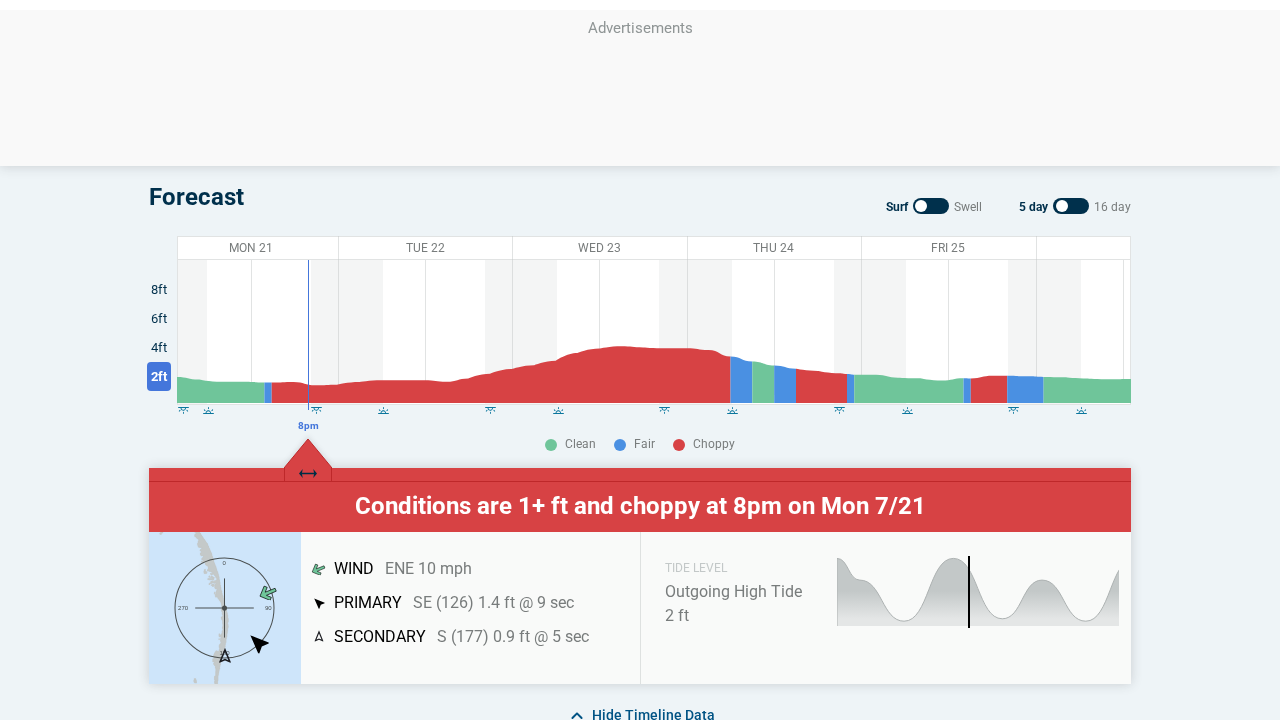 Advertisements
Forecast
Surf Swell 5 day 16 day
MON 21 TUE 22 WED 23 THU 24 FRI 25
8ft
6ft
4ft
2ft
8pm
Clean Fair Choppy
Conditions are 1+ ft and choppy at 8pm on Mon 7/21
0
270
90
WIND ENE 10 mph
PRIMARY SE (126) 1.4 ft @ 9 sec
SECONDARY S (177) 0.9 ft @ 5 sec
TIDE LEVEL
Outgoing High Tide
2 ft
Hide Timeline Data